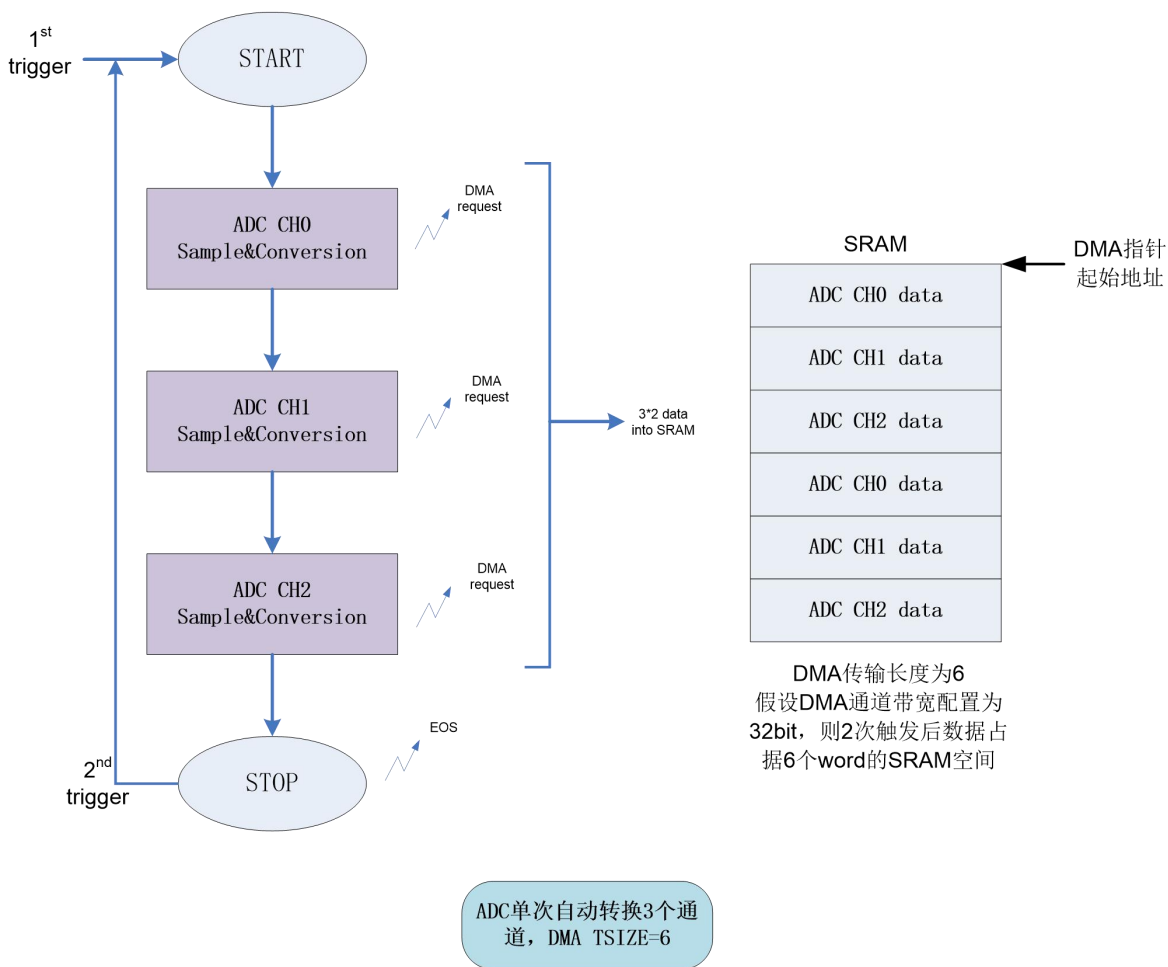 1st
trigger
START
ADC CH0
Sample&Conversion
DMA
request
ADC CH1
Sample&Conversion
DMA
request
ADC CH2
Sample&Conversion
DMA
request
3*2 data
into SRAM
EOS
STOP
2nd
trigger
SRAM
DMA指针
起始地址
ADC CH0 data
ADC CH1 data
ADC CH2 data
ADC CH0 data
ADC CH1 data
ADC CH2 data
DMA传输长度为6
假设DMA通道带宽配置为
32bit，则2次触发后数据占
据6个word的SRAM空间
ADC单次自动转换3个通
道，DMA TSIZE=6